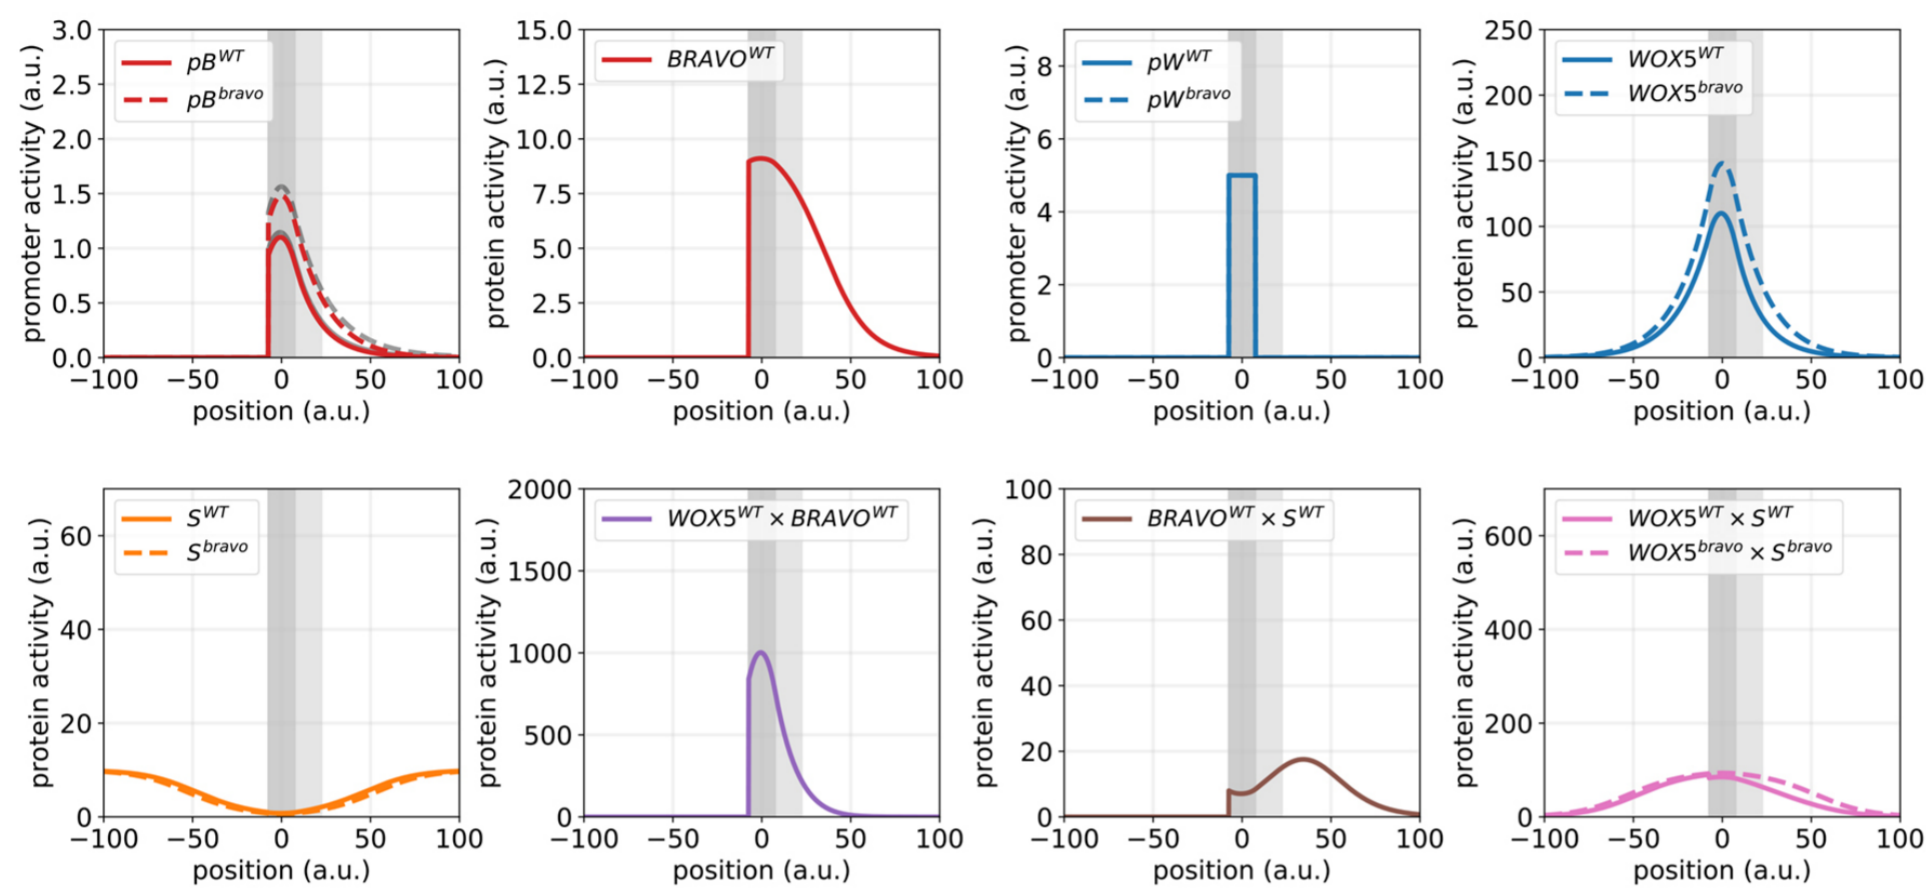 pB^WT
pB^bravo
promoter activity (a.u.)
3.0
2.5
2.0
1.5
1.0
0.5
0.0
−100 −50 0 50 100
position (a.u.)
BRAVO^WT
protein activity (a.u.)
15.0
12.5
10.0
7.5
5.0
2.5
0.0
−100 −50 0 50 100
position (a.u.)
pW^WT
pW^bravo
promoter activity (a.u.)
8
6
4
2
0
−100 −50 0 50 100
position (a.u.)
WOX5^WT
WOX5^bravo
protein activity (a.u.)
250
200
150
100
50
0
−100 −50 0 50 100
position (a.u.)
S^WT
S^bravo
protein activity (a.u.)
60
40
20
0
−100 −50 0 50 100
position (a.u.)
WOX5^WT × BRAVO^WT
protein activity (a.u.)
2000
1500
1000
500
0
−100 −50 0 50 100
position (a.u.)
BRAVO^WT × S^WT
protein activity (a.u.)
100
80
60
40
20
0
−100 −50 0 50 100
position (a.u.)
WOX5^WT × S^WT
WOX5^bravo × S^bravo
protein activity (a.u.)
600
400
200
0
−100 −50 0 50 100
position (a.u.)